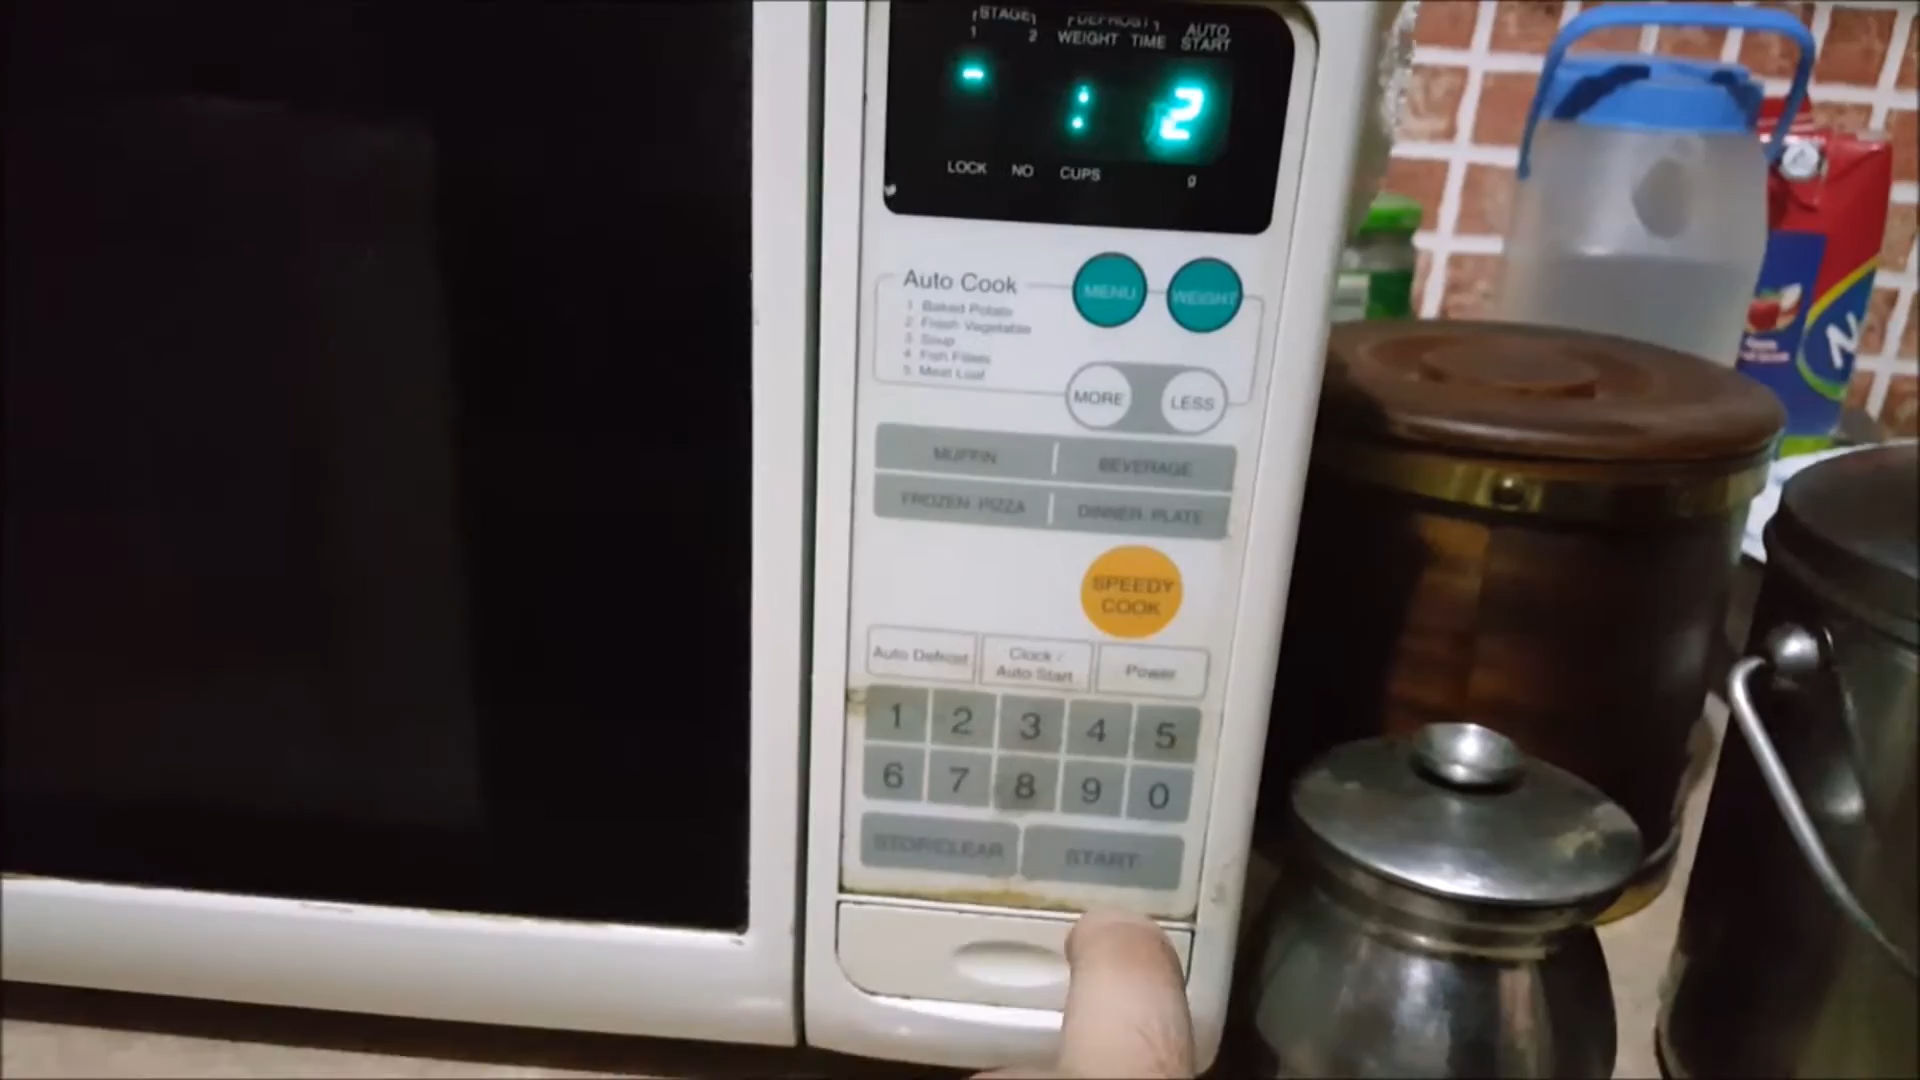 STAGE DEFROST AUTO
1 2 WEIGHT TIME START
- : 2
LOCK NO CUPS g
Auto Cook MENU WEIGHT
1 Baked Potato
2 Fresh Vegetable
3 Soup
4 Fish Fillets
5 Meat Loaf
MORE LESS
MUFFIN BEVERAGE
FROZEN PIZZA DINNER PLATE
SPEEDY
COOK
Auto Defrost Clock / Power
Auto Start
1 2 3 4 5
6 7 8 9 0
STOP/CLEAR START